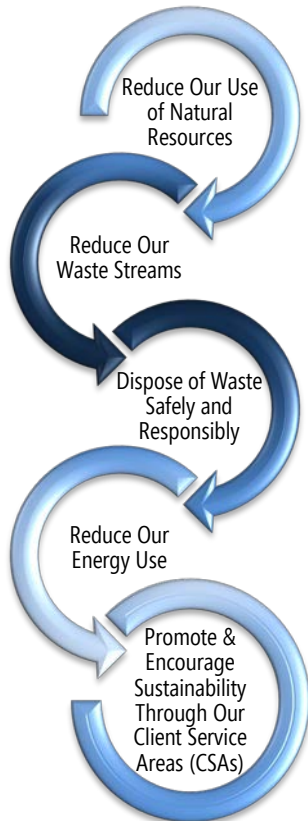 Reduce Our Use
of Natural
Resources
Reduce Our
Waste Streams
Dispose of Waste
Safely and
Responsibly
Reduce Our
Energy Use
Promote &
Encourage
Sustainability
Through Our
Client Service
Areas (CSAs)